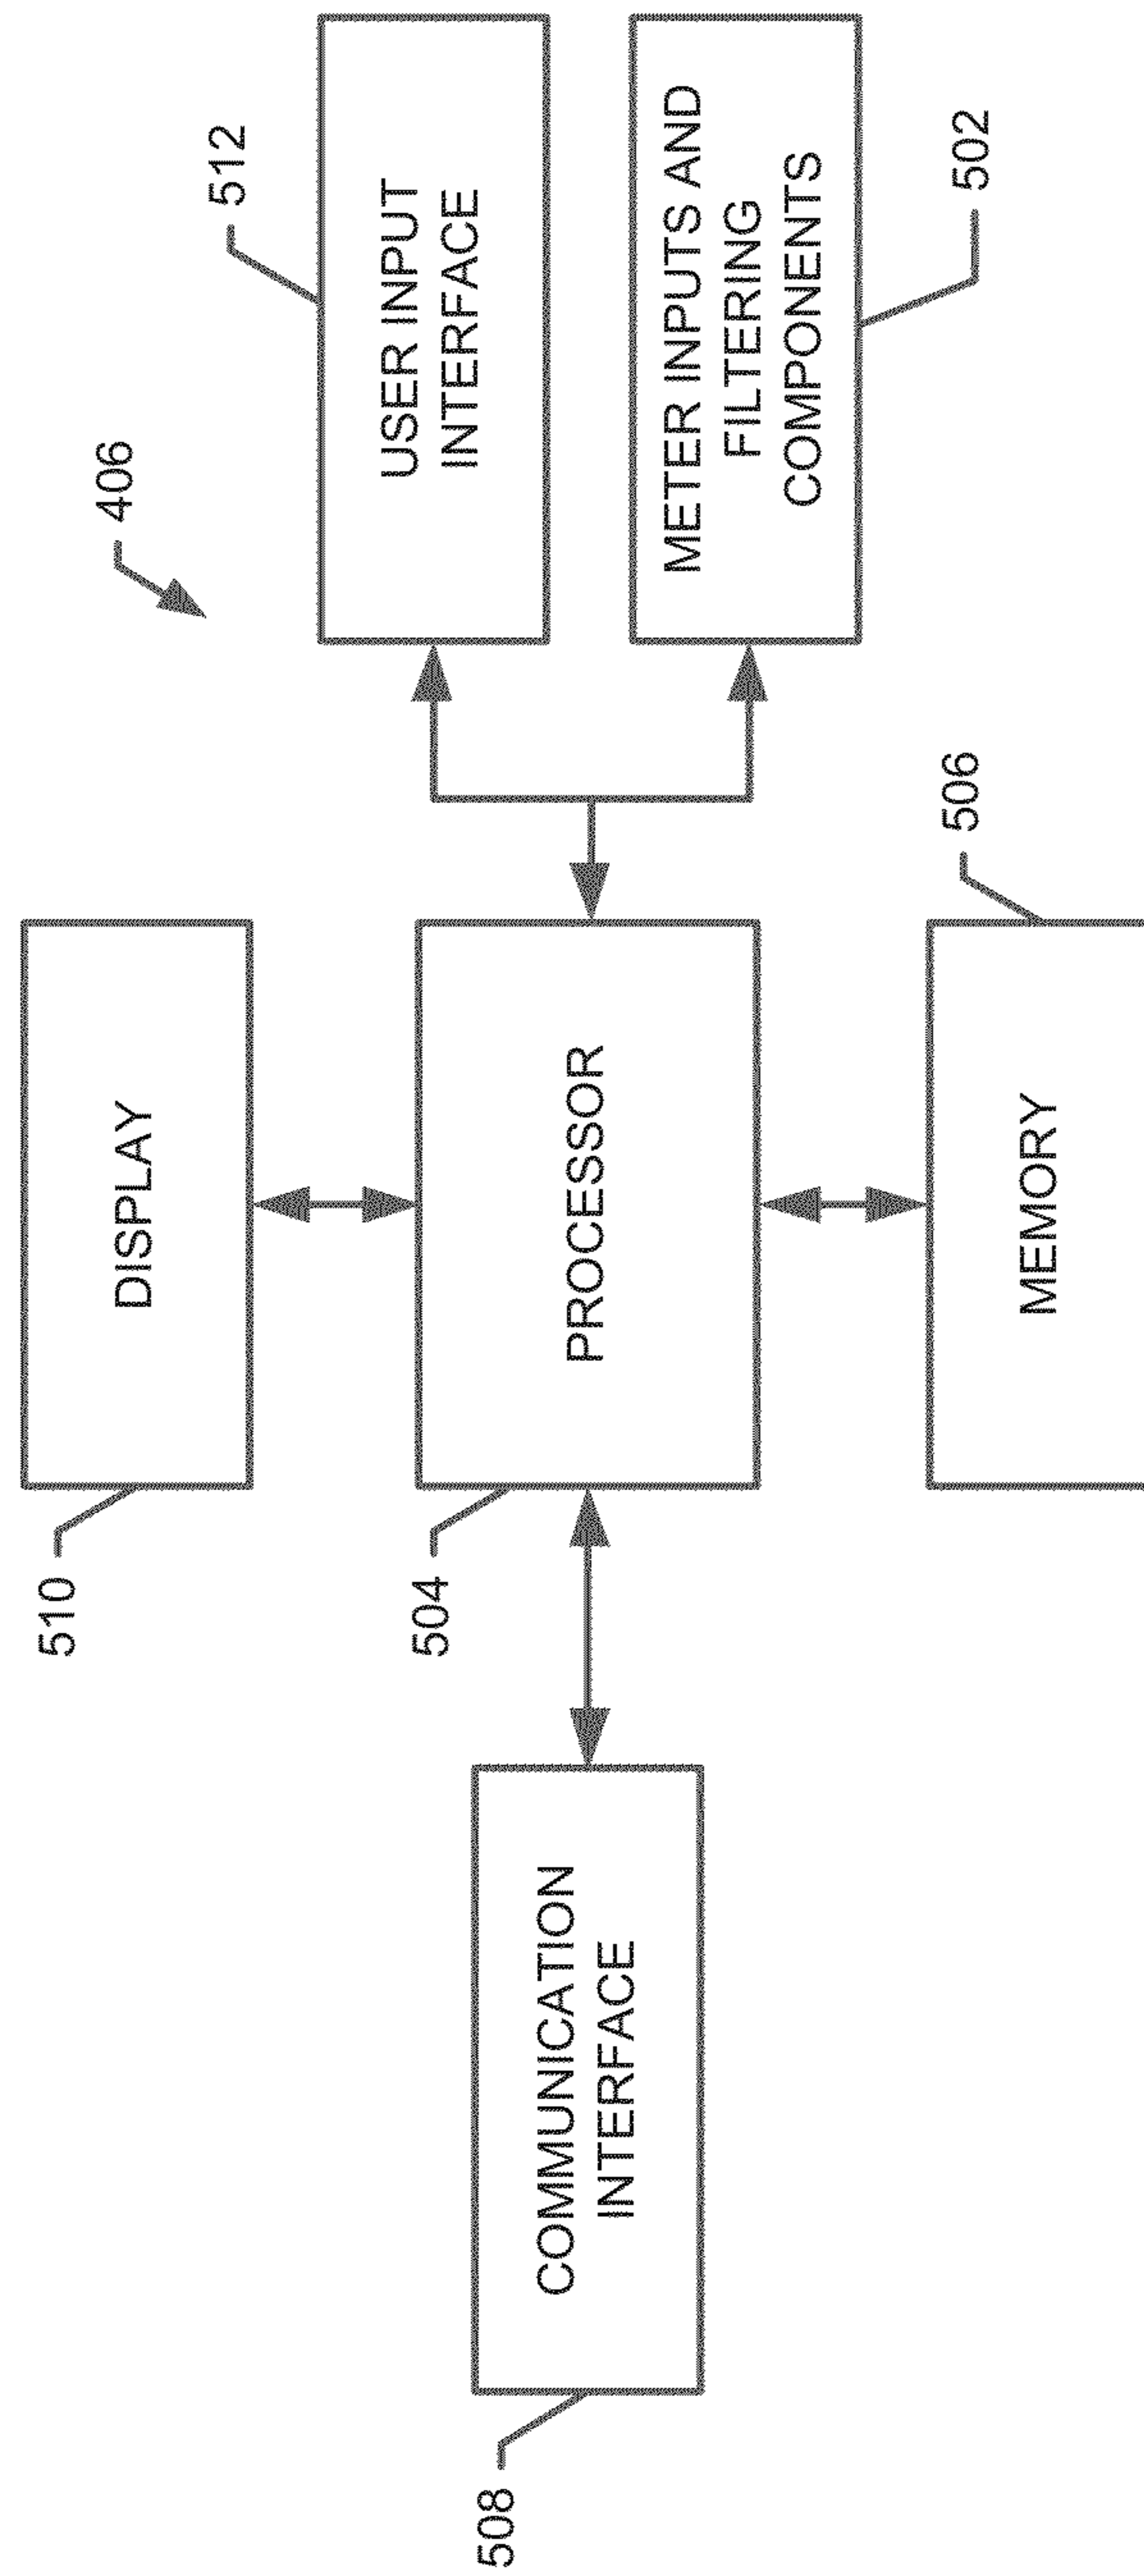 406
510
DISPLAY
512
USER INPUT
INTERFACE
508
COMMUNICATION
INTERFACE
504
PROCESSOR
METER INPUTS AND
FILTERING
COMPONENTS
502
MEMORY
506